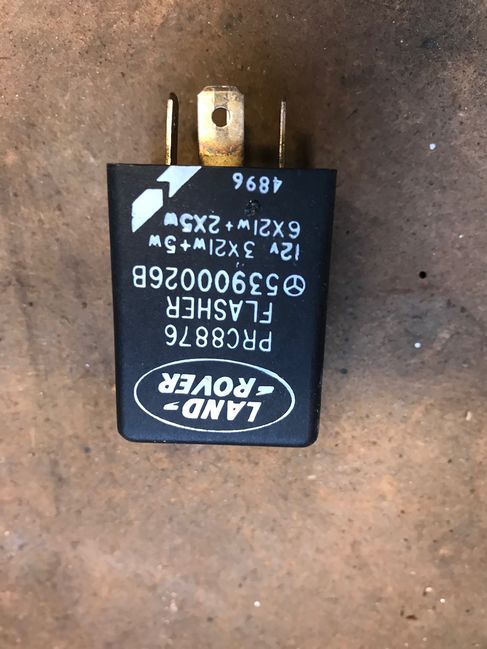 LAND-
-ROVER
PRC8876
FLASHER
53900026B
12v 3X21w+5w
6X21w+2X5w
4896